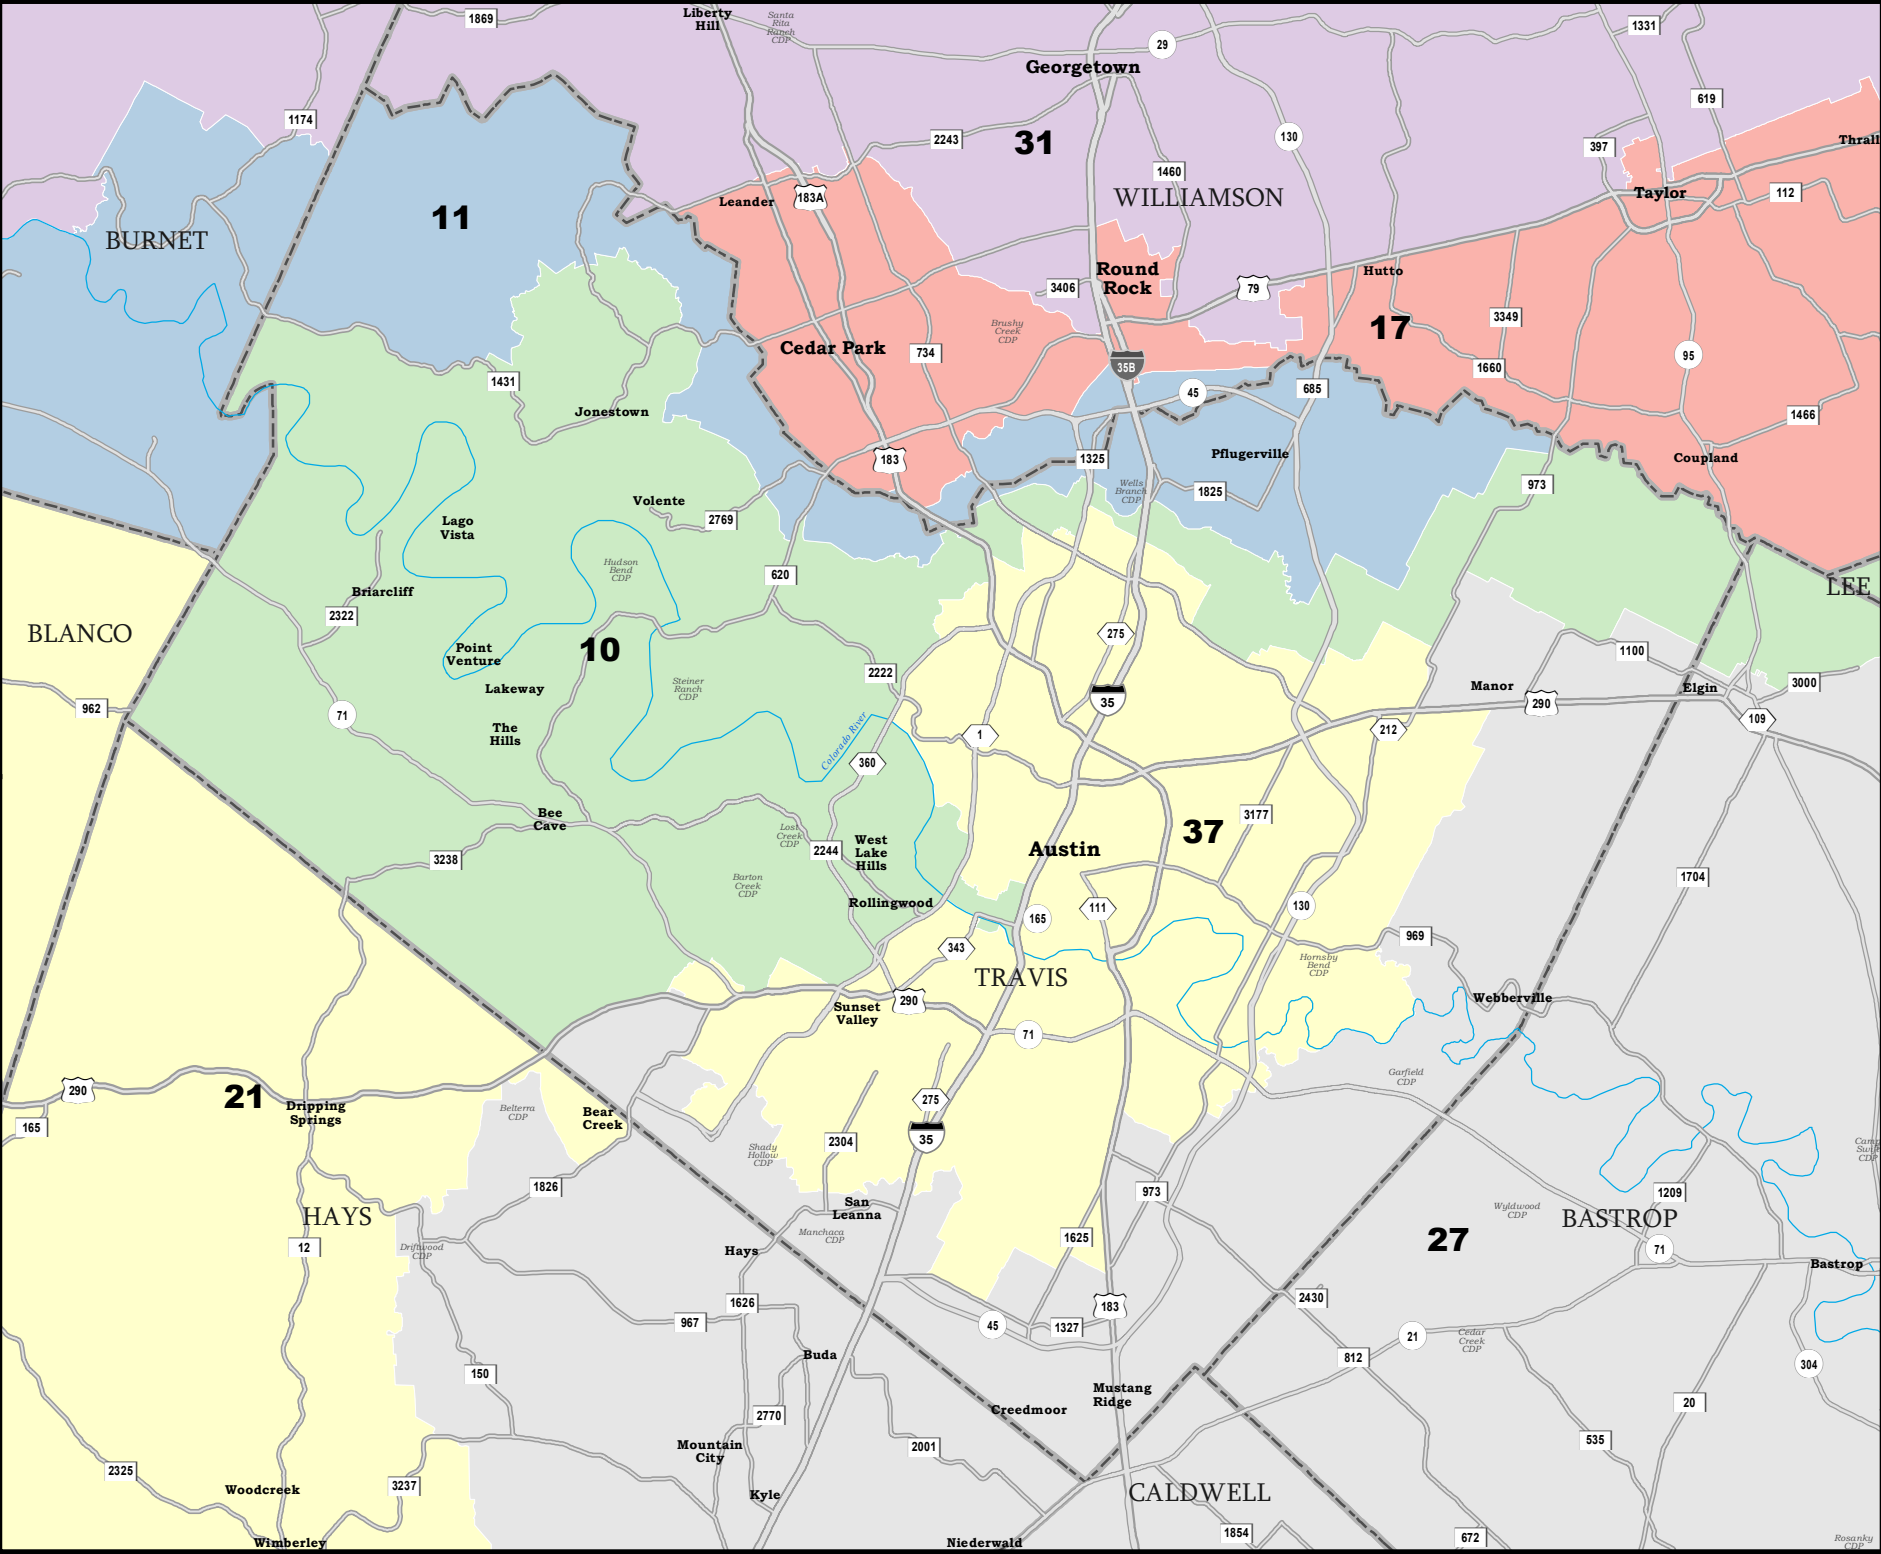 1869
Liberty
Hill
Santa
Rita
Ranch
CDP
29
1331
Georgetown
619
1174
2243
31
130
397
Thrall
1460
WILLIAMSON
183A
Leander
Taylor
112
11
BURNET
Round
Rock
Hutto
3406
79
17
3349
Brushy
Creek
CDP
Cedar Park
734
35B
95
1660
1431
45
685
Jonestown
1466
183
1325
Pflugerville
Coupland
Wells
Branch
CDP
1825
973
Volente
2769
Lago
Vista
Hudson
Bend
CDP
620
Briarcliff
2322
LEE
BLANCO
275
10
Point
Venture
2222
1100
Steiner
Ranch
CDP
Lakeway
Manor
Elgin
3000
962
71
35
290
109
The
Hills
Colorado River
1
212
360
Bee
Cave
3177
37
Lost
Creek
CDP
2244
West
Lake
Hills
Austin
3238
Barton
Creek
CDP
1704
Rollingwood
165
111
130
343
969
TRAVIS
Hornsby
Bend
CDP
290
Sunset
Valley
Webberville
71
Garfield
CDP
290
21
Dripping
Springs
Belterra
CDP
Bear
Creek
275
165
35
2304
Shady
Hollow
CDP
Camp
Swift
CDP
1826
973
1209
San
Leanna
Wyldwood
CDP
BASTROP
HAYS
Manchaca
CDP
27
12
Driftwood
CDP
Hays
1625
71
Bastrop
1626
183
2430
967
45
1327
21
Cedar
Creek
CDP
Buda
812
304
150
Mustang
Ridge
Creedmoor
20
2770
2001
535
Mountain
City
2325
3237
Woodcreek
Kyle
CALDWELL
1854
672
Wimberley
Niederwald
Rosanky
CDP